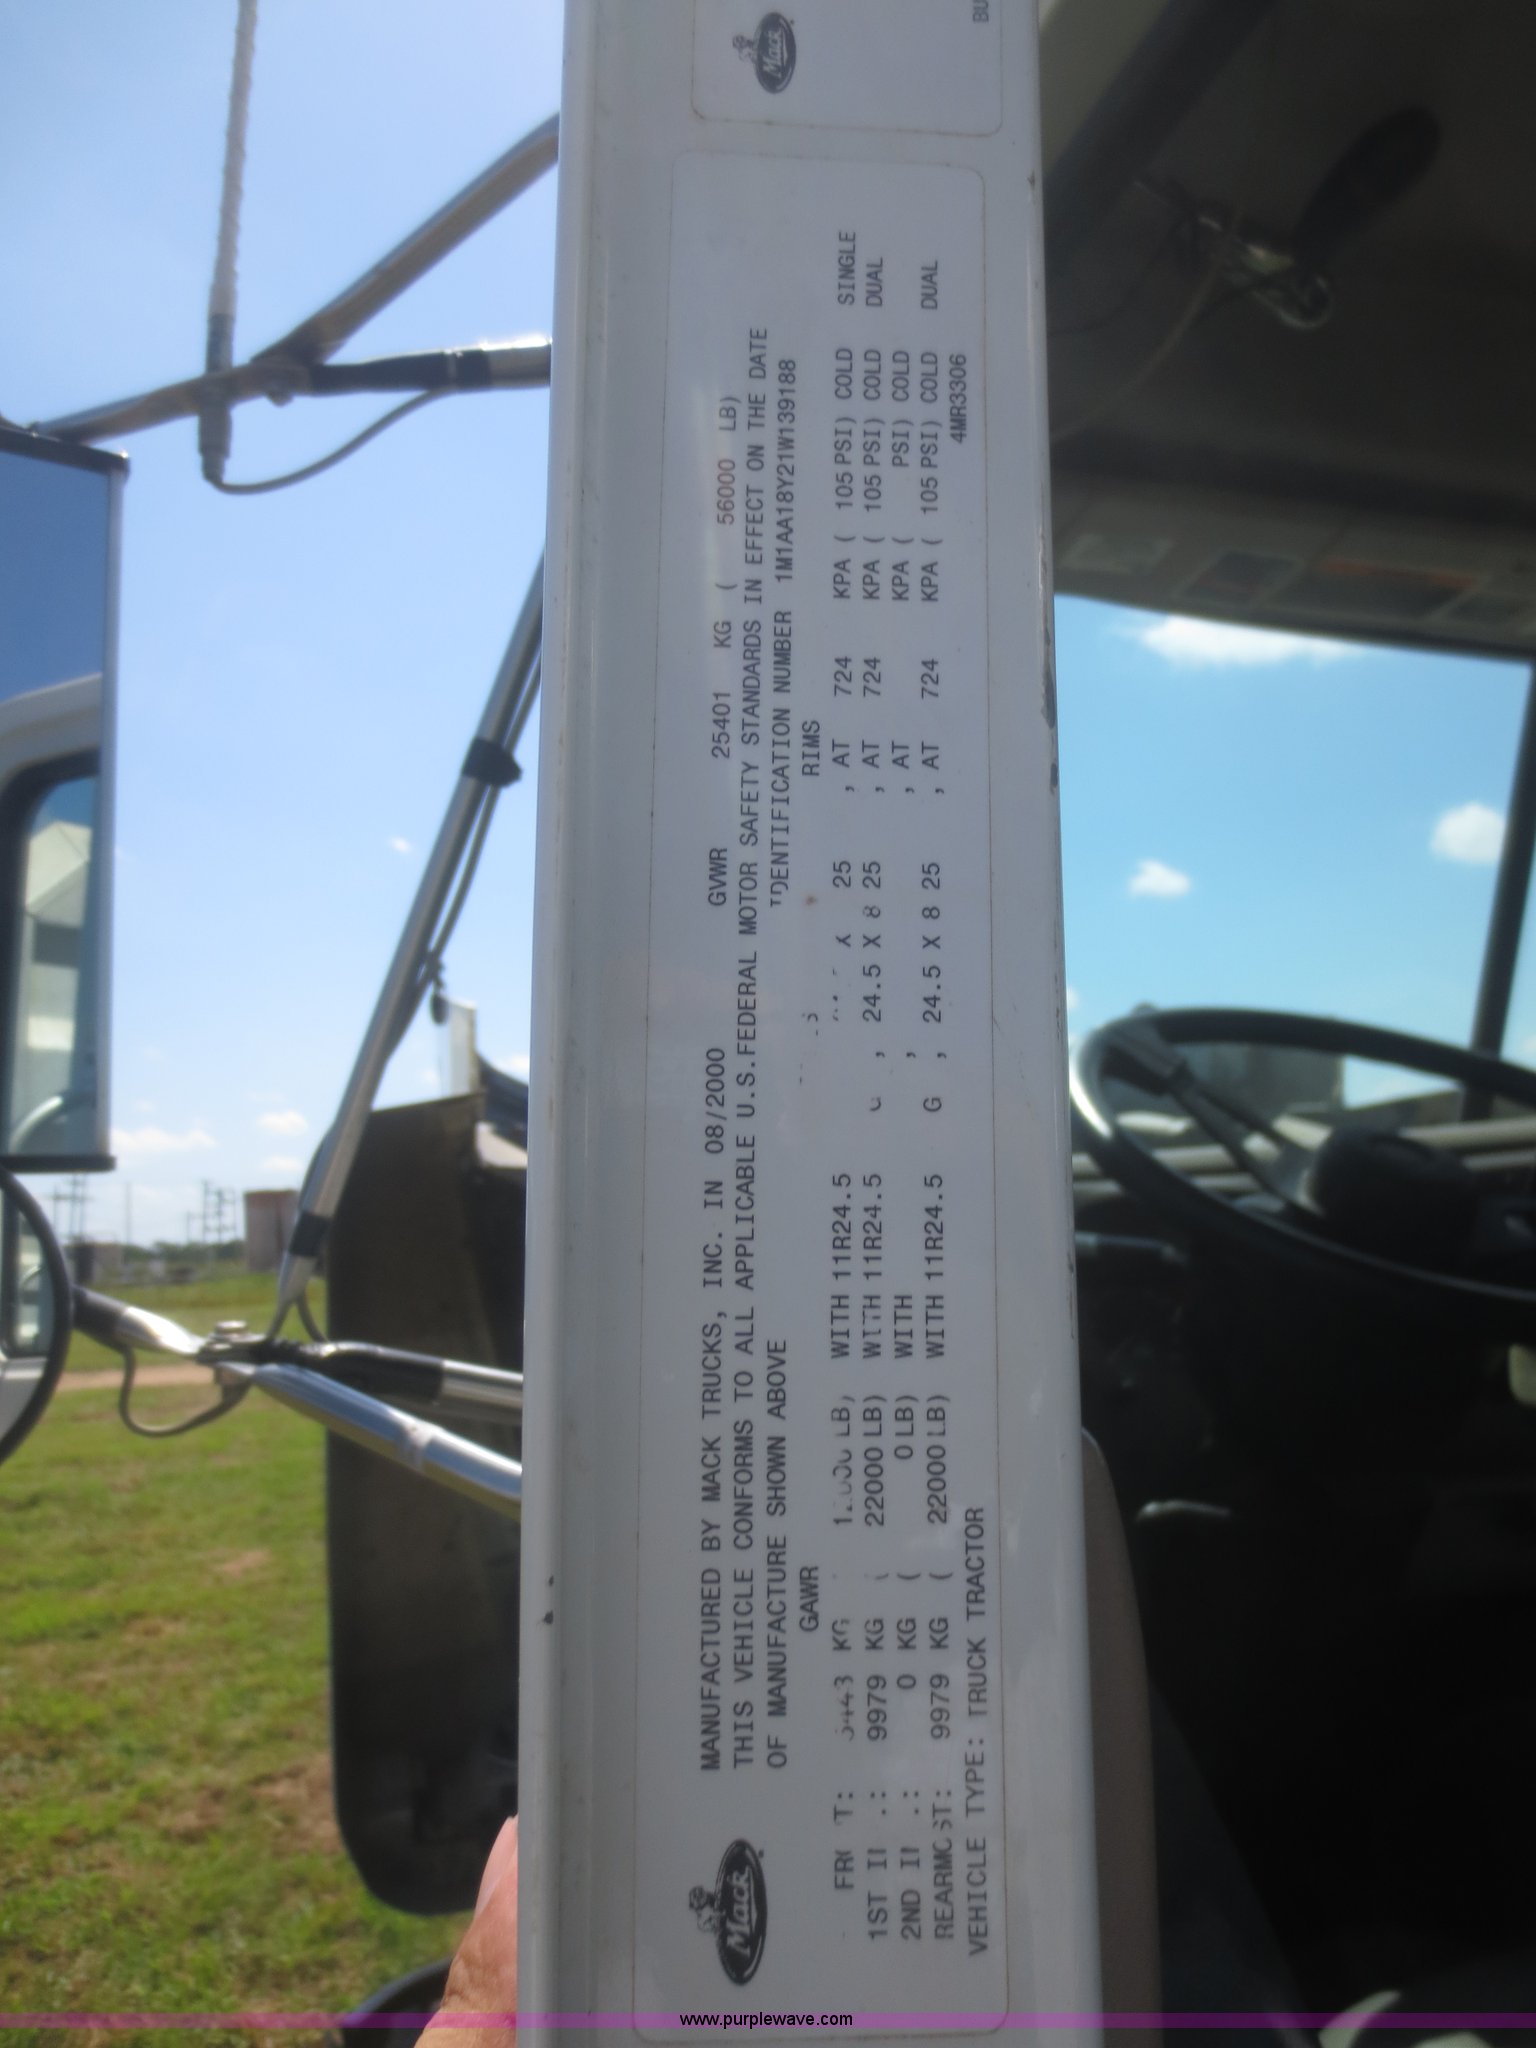 Mack
BU
Mack
MANUFACTURED BY MACK TRUCKS, INC. IN 08/2000 GVWR 25401 KG ( 56000 LB)
THIS VEHICLE CONFORMS TO ALL APPLICABLE U.S. FEDERAL MOTOR SAFETY STANDARDS IN EFFECT ON THE DATE
OF MANUFACTURE SHOWN ABOVE IDENTIFICATION NUMBER 1M1AA18Y21W139188
GAWR RIMS
KG LB) WITH 11R24.5 X 25 , AT 724 KPA ( 105 PSI) COLD SINGLE
1ST 9979 KG ( 22000 LB) WITH 11R24.5 , 24.5 X 8 25 , AT 724 KPA ( 105 PSI) COLD DUAL
2ND 0 KG ( 0 LB) WITH , , AT KPA ( PSI) COLD
REARMOST: 9979 KG ( 22000 LB) WITH 11R24.5 G , 24.5 X 8 25 , AT 724 KPA ( 105 PSI) COLD DUAL
VEHICLE TYPE: TRUCK TRACTOR 4MR3306
www.purplewave.com